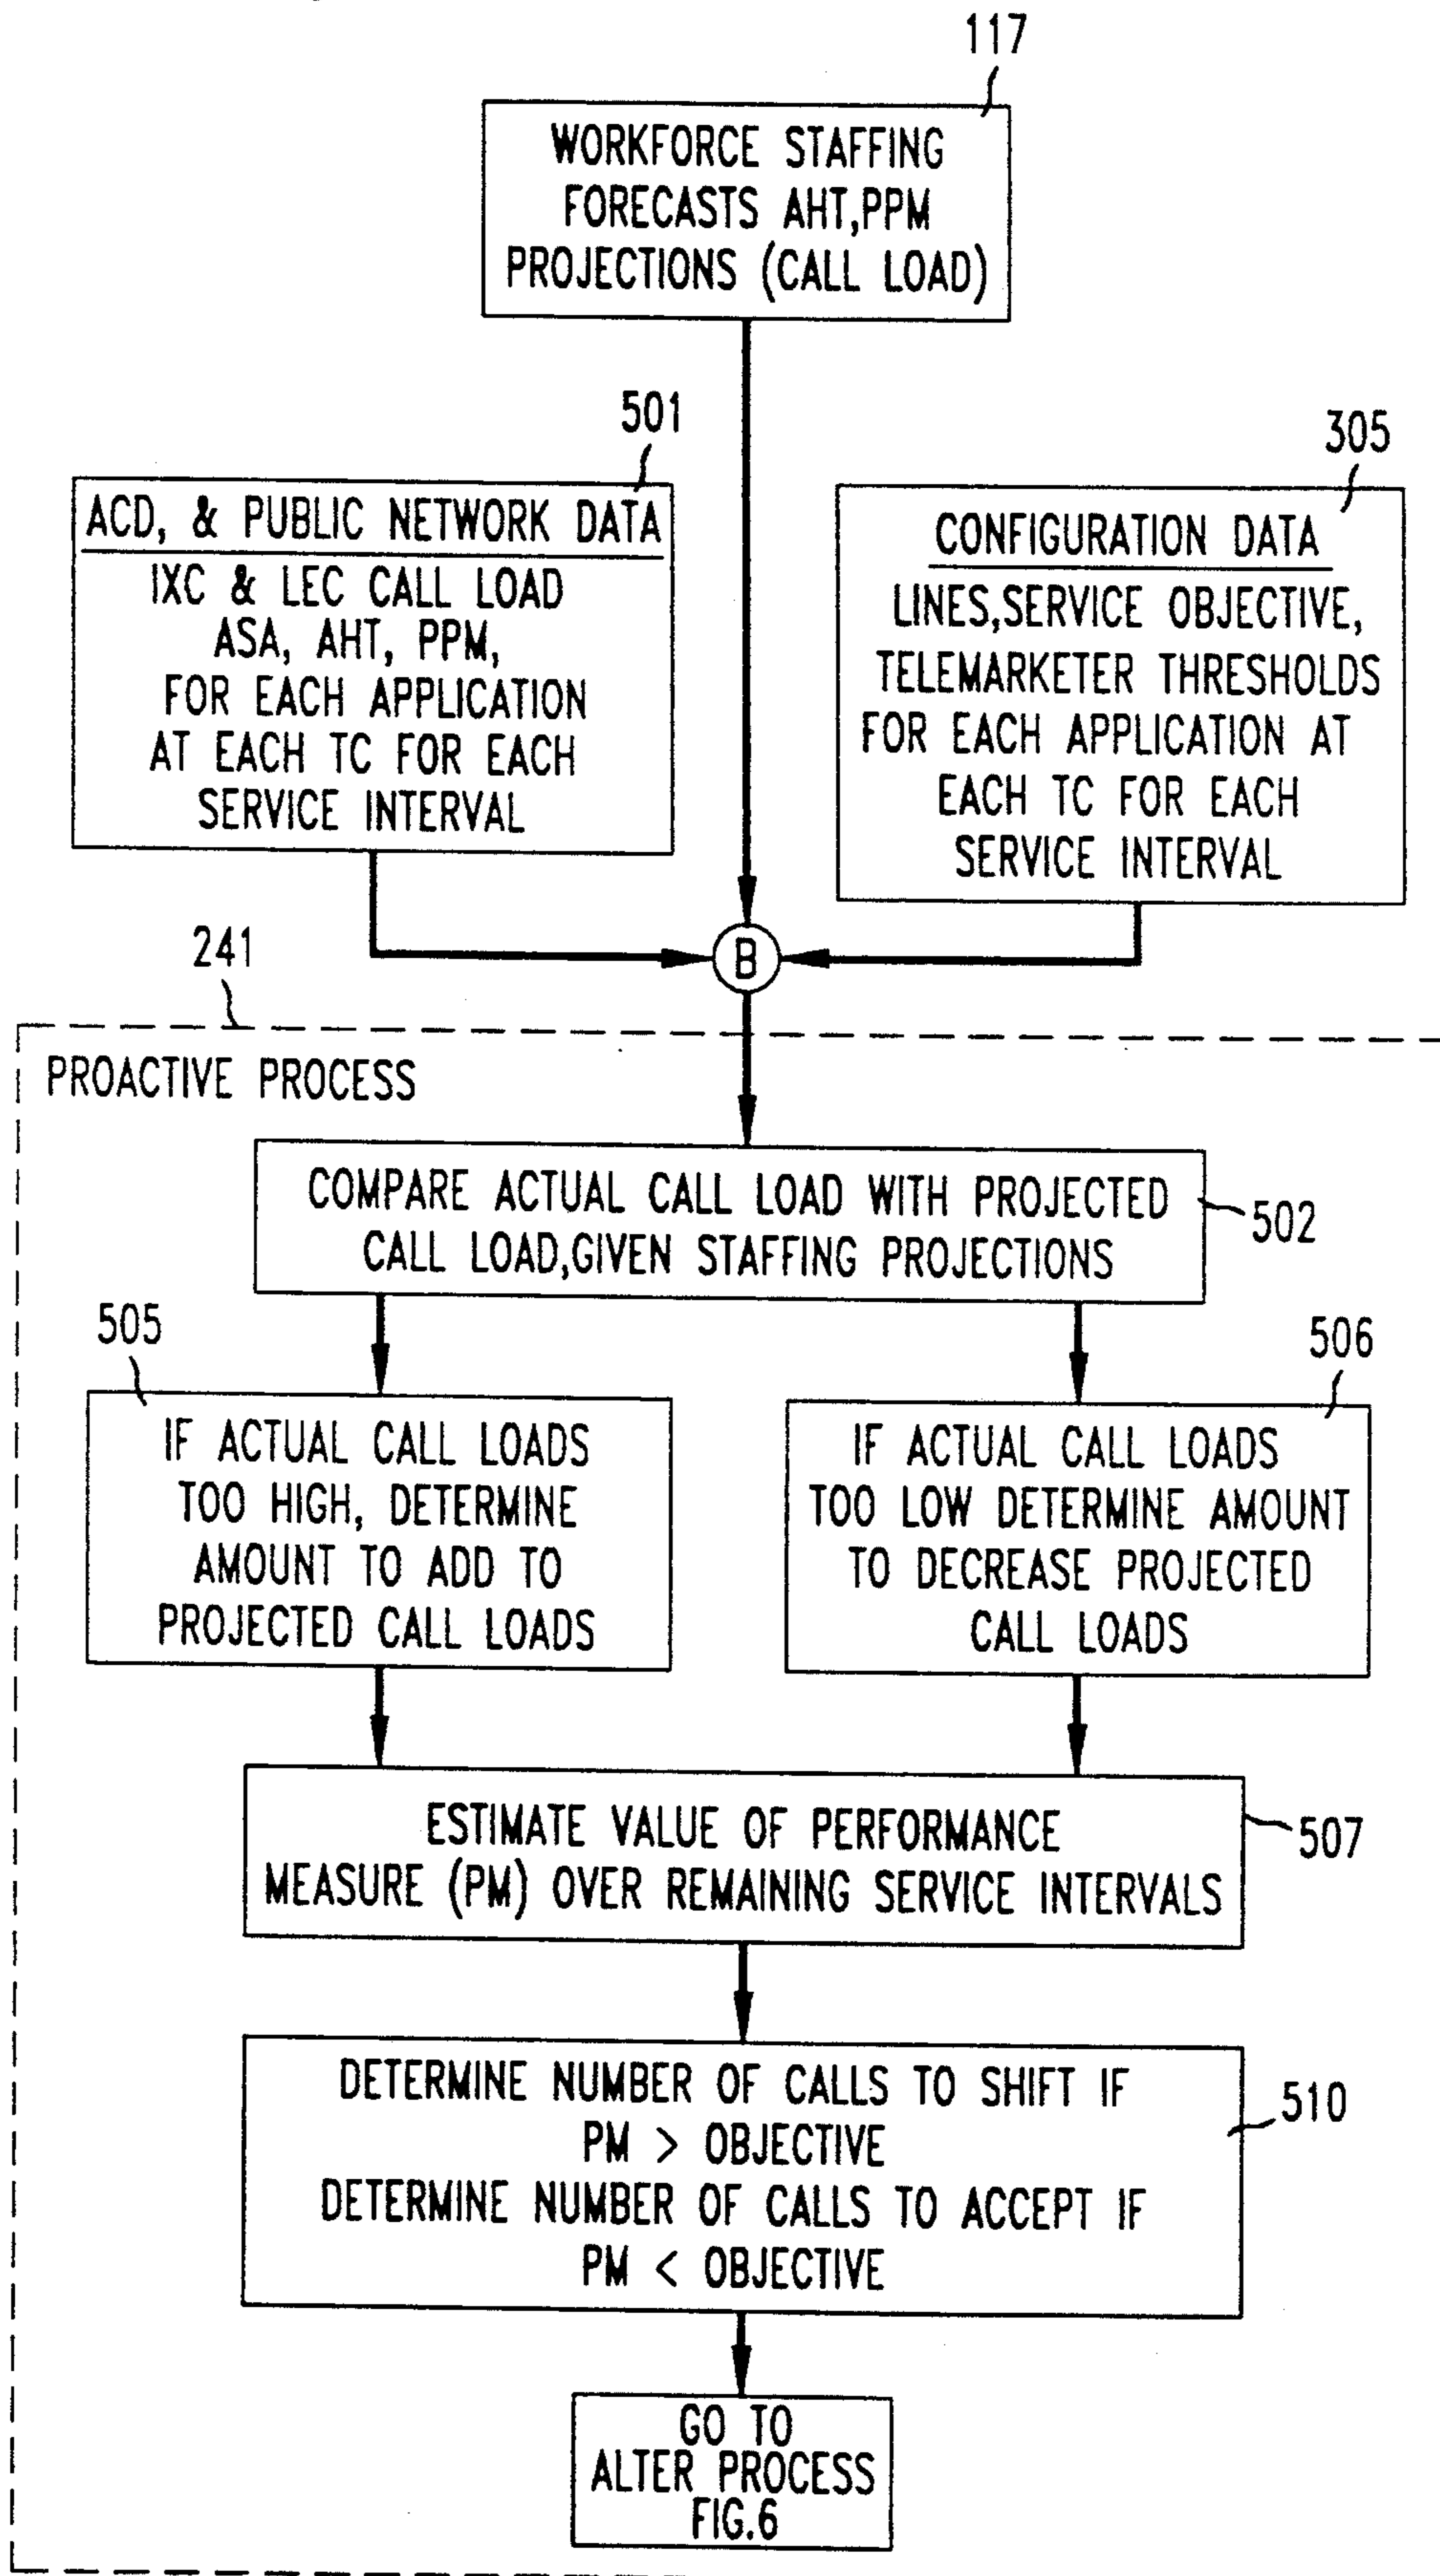 117
WORKFORCE STAFFING
FORECASTS AHT,PPM
PROJECTIONS (CALL LOAD)
501
ACD, & PUBLIC NETWORK DATA
IXC & LEC CALL LOAD
ASA, AHT, PPM,
FOR EACH APPLICATION
AT EACH TC FOR EACH
SERVICE INTERVAL
305
CONFIGURATION DATA
LINES,SERVICE OBJECTIVE,
TELEMARKETER THRESHOLDS
FOR EACH APPLICATION AT
EACH TC FOR EACH
SERVICE INTERVAL
B
241
PROACTIVE PROCESS
COMPARE ACTUAL CALL LOAD WITH PROJECTED
CALL LOAD,GIVEN STAFFING PROJECTIONS
502
505
IF ACTUAL CALL LOADS
TOO HIGH, DETERMINE
AMOUNT TO ADD TO
PROJECTED CALL LOADS
506
IF ACTUAL CALL LOADS
TOO LOW DETERMINE AMOUNT
TO DECREASE PROJECTED
CALL LOADS
ESTIMATE VALUE OF PERFORMANCE
MEASURE (PM) OVER REMAINING SERVICE INTERVALS
507
DETERMINE NUMBER OF CALLS TO SHIFT IF
PM > OBJECTIVE
DETERMINE NUMBER OF CALLS TO ACCEPT IF
PM < OBJECTIVE
510
GO TO
ALTER PROCESS
FIG.6